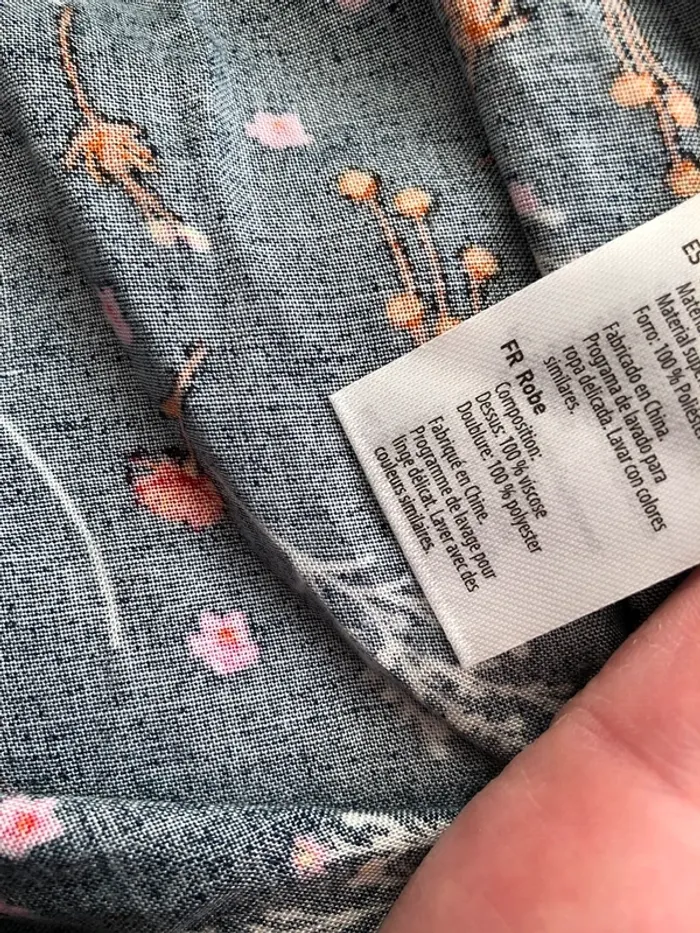 ES
Material supe
Forro: 100 % Poliést
Fabricado en China.
Programa de lavado para
ropa delicada. Lavar con colores
similares.
FR Robe
Composition:
Dessus: 100 % viscose
Doublure: 100 % polyester
Fabriqué en Chine.
Programme de lavage pour
linge délicat. Laver avec des
couleurs similaires.